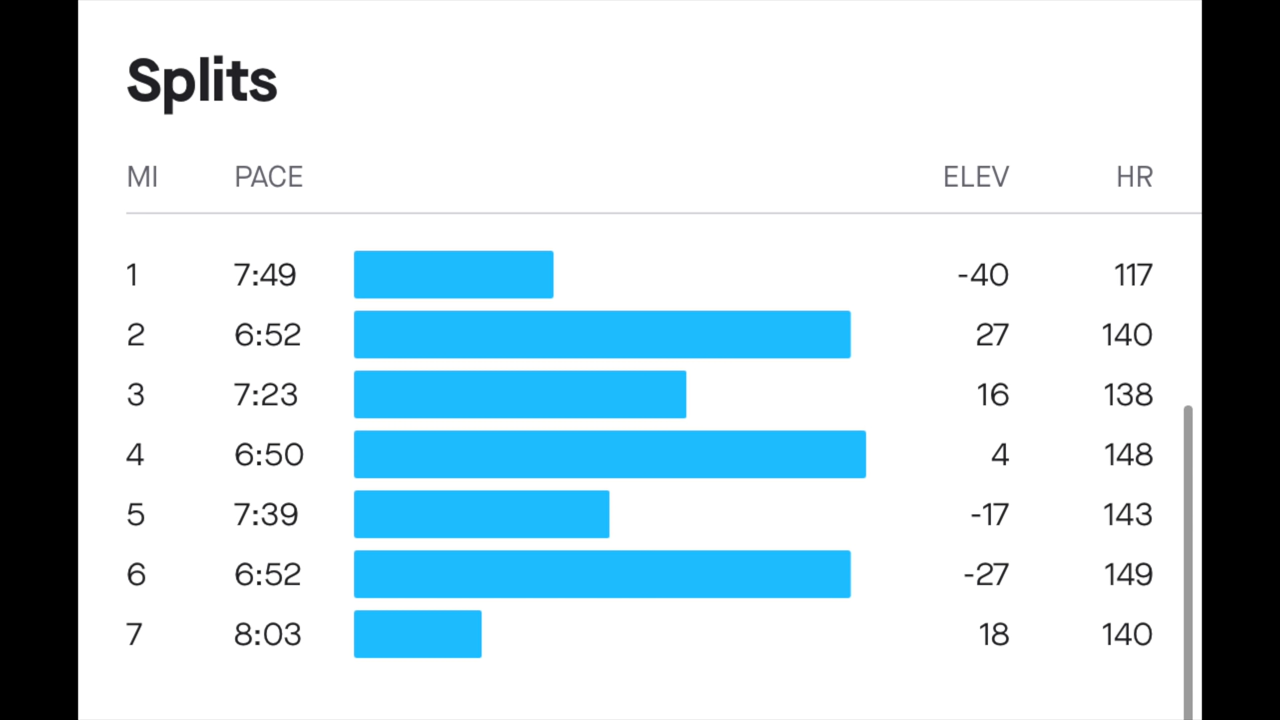 Splits
MI PACE ELEV HR
1 7:49 -40 117
2 6:52 27 140
3 7:23 16 138
4 6:50 4 148
5 7:39 -17 143
6 6:52 -27 149
7 8:03 18 140